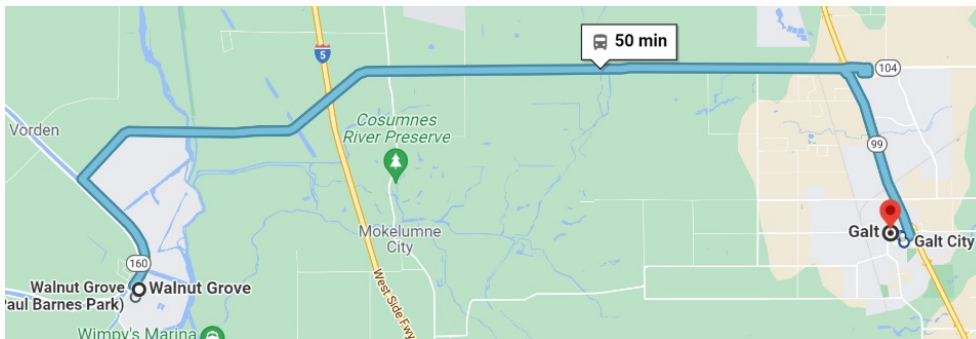 5
50 min
104
Vorden
Cosumnes
River Preserve
99
Mokelumne
City
Galt
Galt City
160
West Side Fwy
Walnut Grove
Paul Barnes Park)
Walnut Grove
Wimpy's Marina